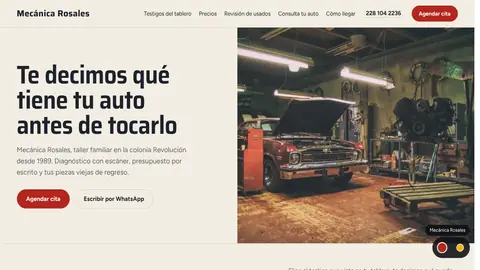 Mecánica Rosales
Testigos del tablero
Precios
Revisión de usados
Consulta tu auto
Cómo llegar
228 104 2236
Agendar cita
Te decimos qué
tiene tu auto
antes de tocarlo
Mecánica Rosales, taller familiar en la colonia Revolución
desde 1989. Diagnóstico con escáner, presupuesto por
escrito y tus piezas viejas de regreso.
Agendar cita
Escribir por WhatsApp
Mecánica Rosales